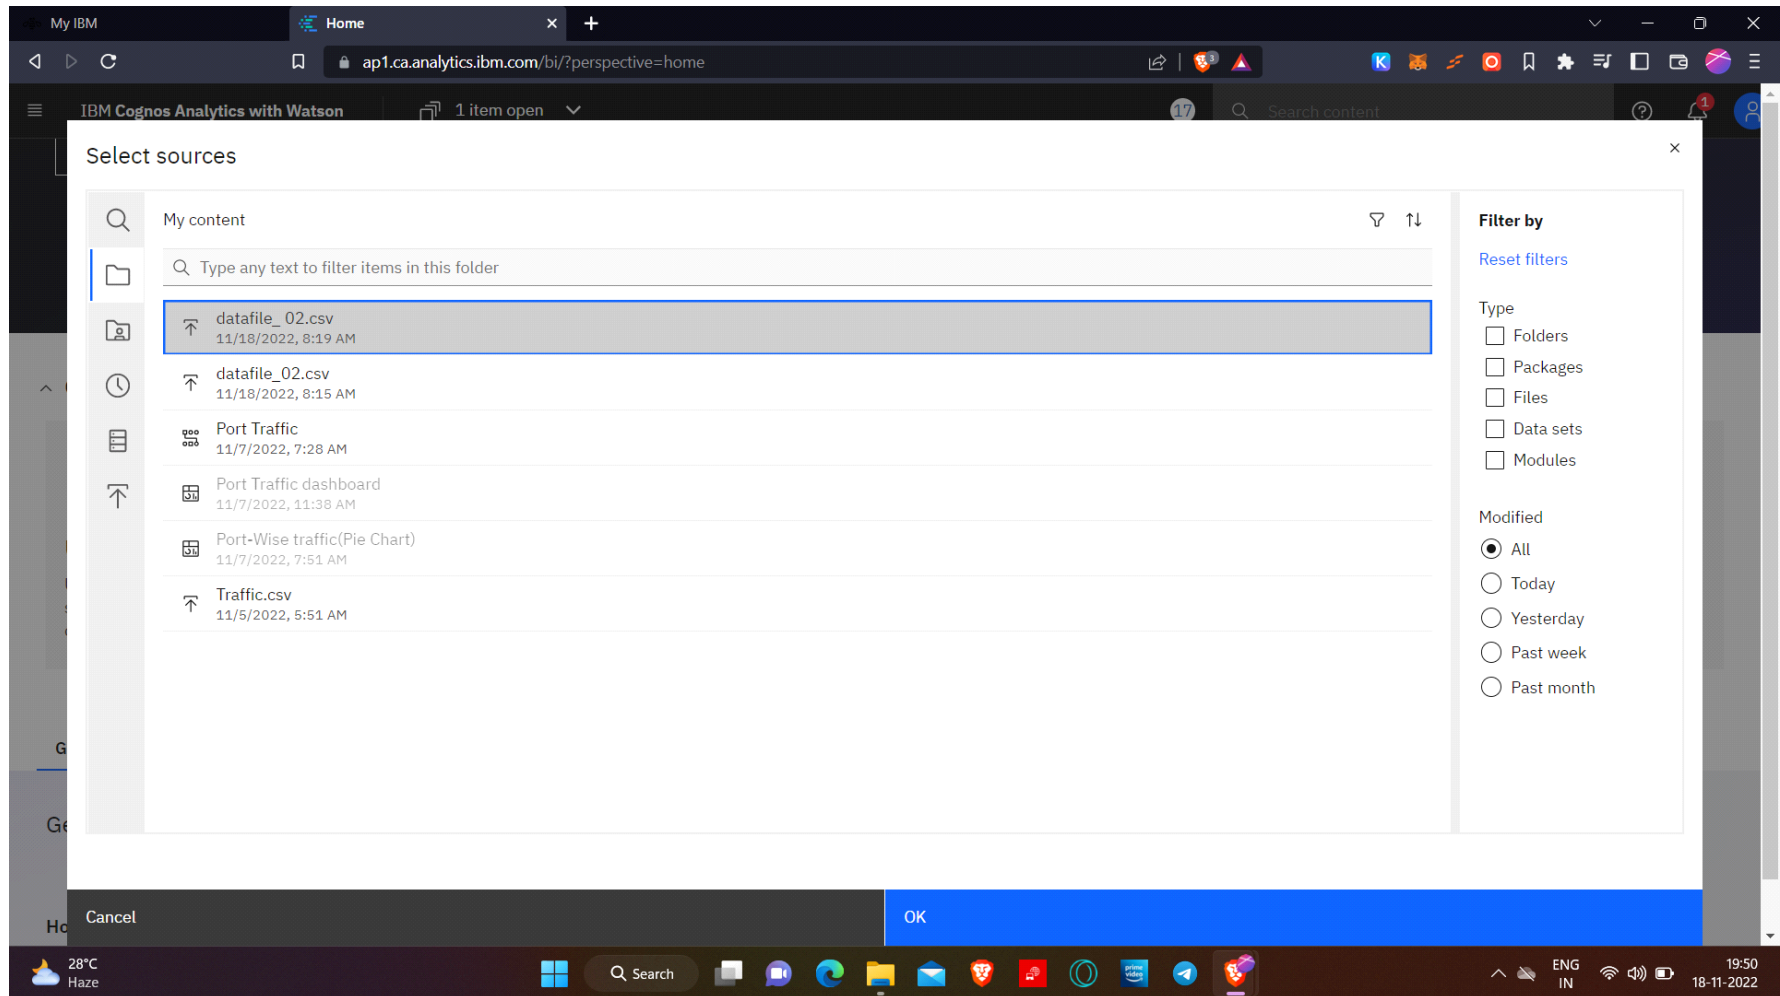 My IBM
Home
ap1.ca.analytics.ibm.com/bi/?perspective=home
3
IBM Cognos Analytics with Watson
1 item open
17
Search content
1
Select sources
My content
Type any text to filter items in this folder
datafile_ 02.csv
11/18/2022, 8:19 AM
datafile_02.csv
11/18/2022, 8:15 AM
Port Traffic
11/7/2022, 7:28 AM
Port Traffic dashboard
11/7/2022, 11:38 AM
Port-Wise traffic(Pie Chart)
11/7/2022, 7:51 AM
Traffic.csv
11/5/2022, 5:51 AM
Filter by
Reset filters
Type
Folders
Packages
Files
Data sets
Modules
Modified
All
Today
Yesterday
Past week
Past month
Ge
Cancel
OK
Ho
28°C
Haze
Search
prime video
ENG
IN
19:50
18-11-2022